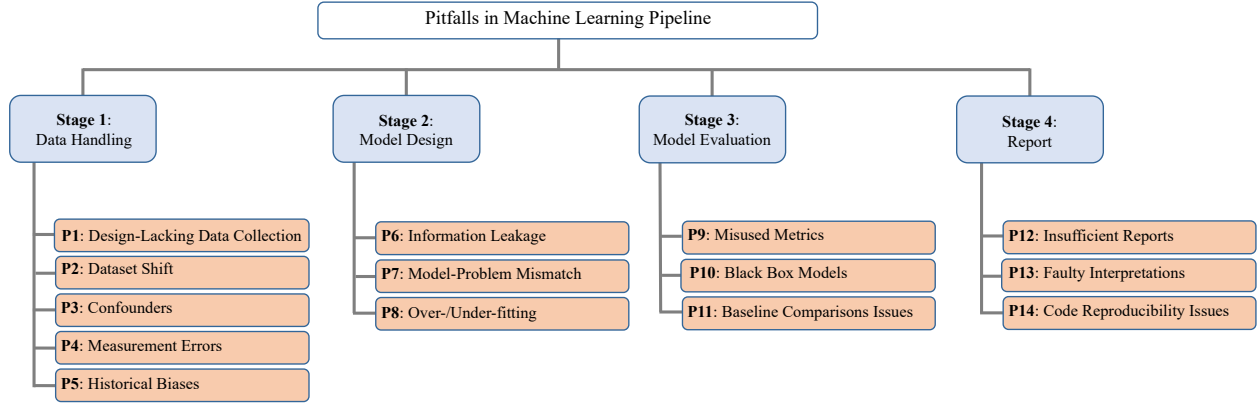 Pitfalls in Machine Learning Pipeline
Stage 1:
Data Handling
P1: Design-Lacking Data Collection
P2: Dataset Shift
P3: Confounders
P4: Measurement Errors
P5: Historical Biases
Stage 2:
Model Design
P6: Information Leakage
P7: Model-Problem Mismatch
P8: Over-/Under-fitting
Stage 3:
Model Evaluation
P9: Misused Metrics
P10: Black Box Models
P11: Baseline Comparisons Issues
Stage 4:
Report
P12: Insufficient Reports
P13: Faulty Interpretations
P14: Code Reproducibility Issues